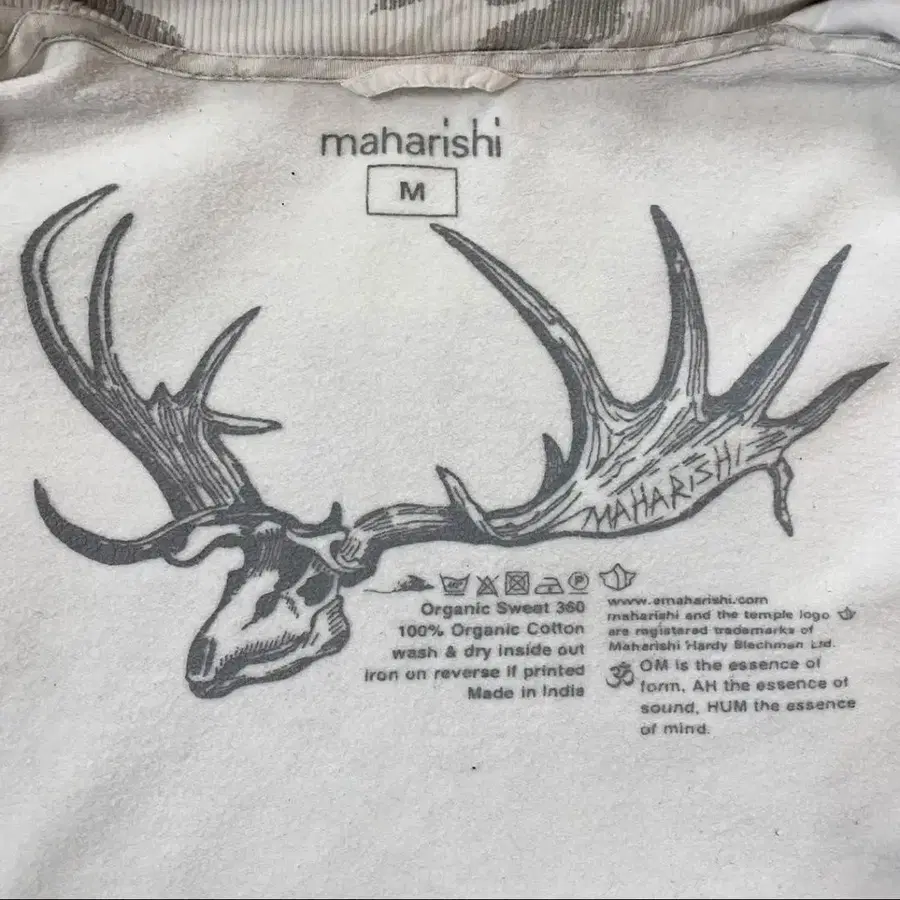 maharishi
M
MAHARISHI
40°
P
Organic Sweat 360
100% Organic Cotton
wash & dry inside out
iron on reverse if printed
Made in India
www.emaharishi.com
maharishi and the temple logo
are registered trademarks of
Maharishi Hardy Blechman Ltd.
ॐ OM is the essence of
form, AH the essence of
sound, HUM the essence
of mind.